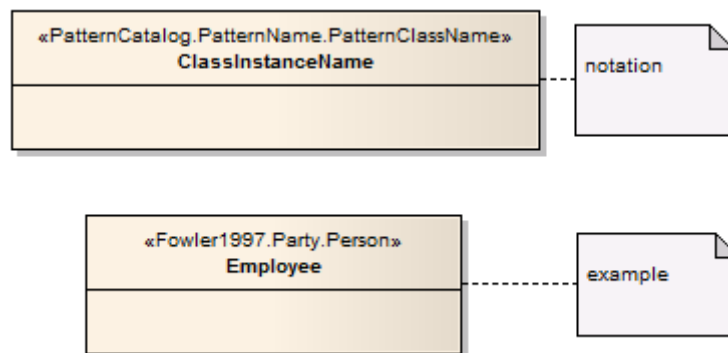 «PatternCatalog.PatternName.PatternClassName»
ClassInstanceName
notation
«Fowler1997.Party.Person»
Employee
example